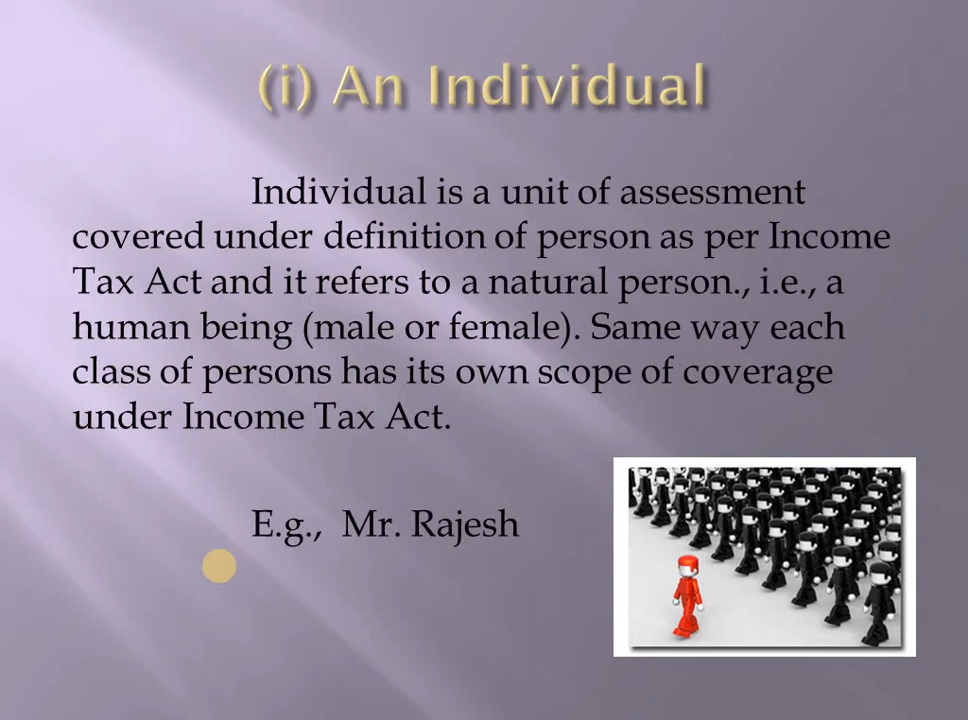 (i) An Individual
Individual is a unit of assessment
covered under definition of person as per Income
Tax Act and it refers to a natural person., i.e., a
human being (male or female). Same way each
class of persons has its own scope of coverage
under Income Tax Act.
E.g., Mr. Rajesh